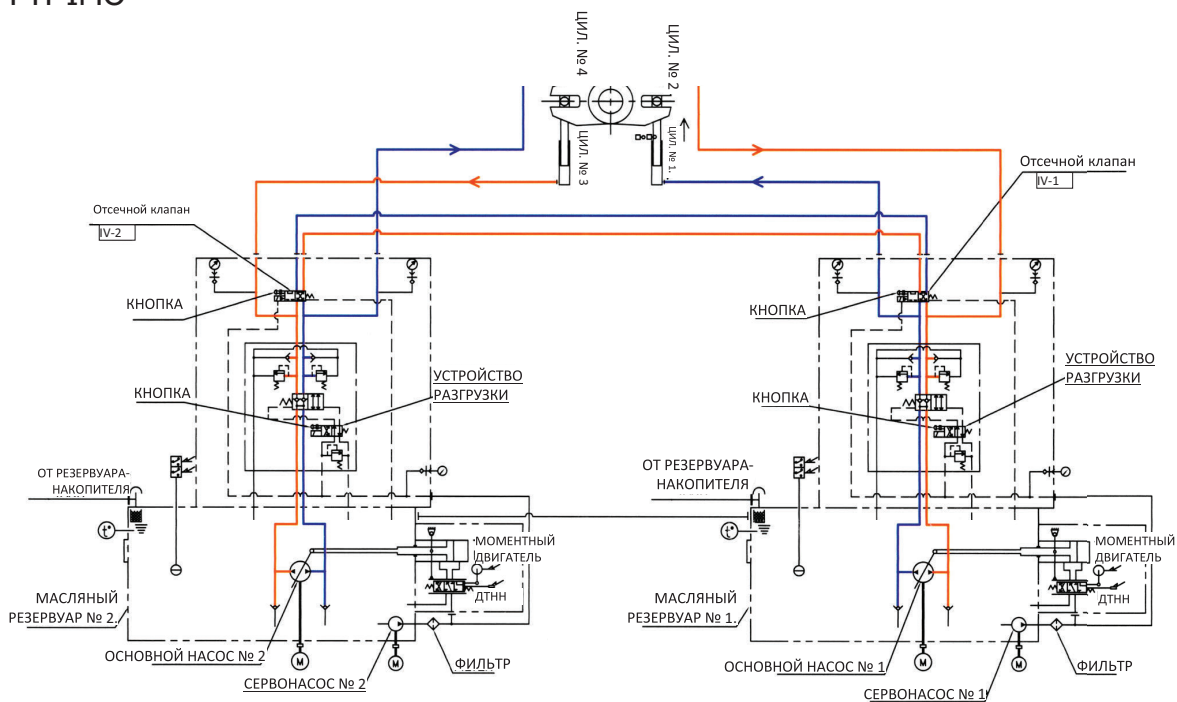 ЦИЛ. № 4
ЦИЛ. № 2
ЦИЛ. № 3
ЦИЛ. № 1.
Отсечной клапан
IV-1
Отсечной клапан
IV-2
КНОПКА
КНОПКА
УСТРОЙСТВО
РАЗГРУЗКИ
КНОПКА
УСТРОЙСТВО
РАЗГРУЗКИ
КНОПКА
ОТ РЕЗЕРВУАРА-
НАКОПИТЕЛЯ
ОТ РЕЗЕРВУАРА-
НАКОПИТЕЛЯ
t°
t°
МОМЕНТНЫЙ
ДВИГАТЕЛЬ
МОМЕНТНЫЙ
ДВИГАТЕЛЬ
ДТНН
ДТНН
МАСЛЯНЫЙ
РЕЗЕРВУАР № 2.
МАСЛЯНЫЙ
РЕЗЕРВУАР № 1.
M
M
M
M
ОСНОВНОЙ НАСОС № 2
ФИЛЬТР
ОСНОВНОЙ НАСОС № 1
ФИЛЬТР
СЕРВОНАСОС № 2
СЕРВОНАСОС № 1